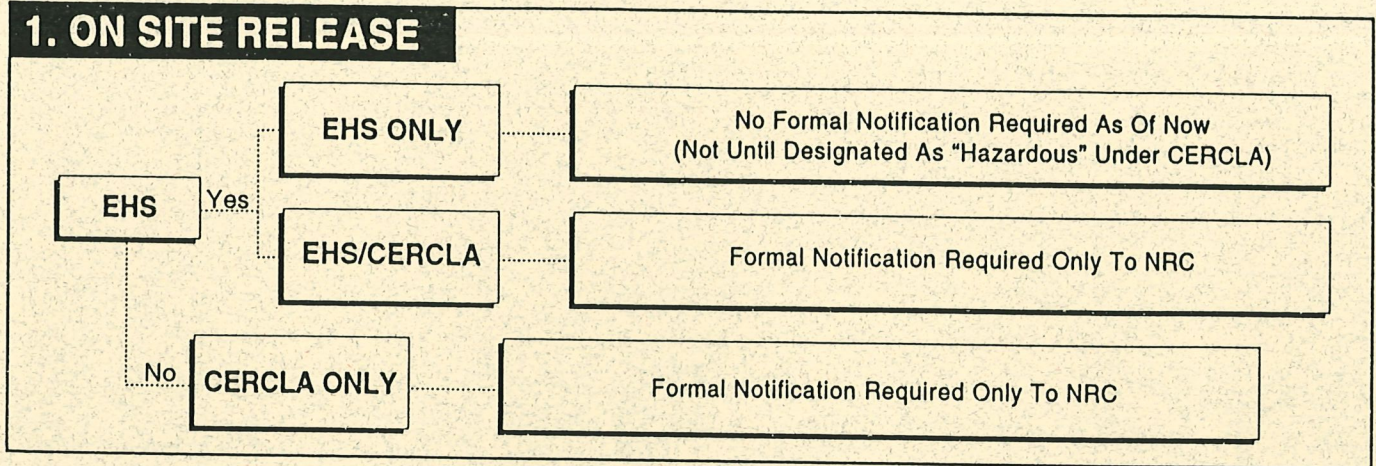 1. ON SITE RELEASE
EHS ONLY
No Formal Notification Required As Of Now
(Not Until Designated As "Hazardous" Under CERCLA)
EHS
Yes
EHS/CERCLA
Formal Notification Required Only To NRC
No
CERCLA ONLY
Formal Notification Required Only To NRC